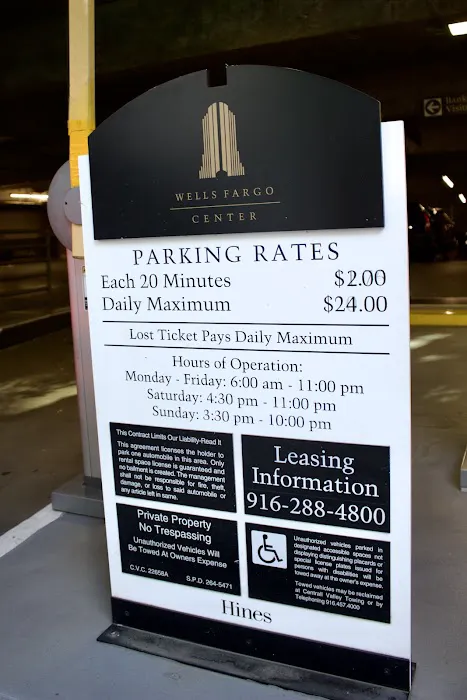 WELLS FARGO
CENTER
PARKING RATES
Each 20 Minutes $2.00
Daily Maximum $24.00
Lost Ticket Pays Daily Maximum
Hours of Operation:
Monday - Friday: 6:00 am - 11:00 pm
Saturday: 4:30 pm - 11:00 pm
Sunday: 3:30 pm - 10:00 pm
This Contract Limits Our Liability-Read It
This agreement licenses the holder to
park one automobile in this area. Only
rental space license is guaranteed and
no bailment is created. The management
shall not be responsible for fire, theft,
damage, or loss to said automobile or
any article left in same.
Leasing
Information
916-288-4800
Private Property
No Trespassing
Unauthorized Vehicles Will
Be Towed At Owners Expense
C.V.C. 22658A S.P.D. 264-5471
Unauthorized vehicles parked in
designated accessible spaces not
displaying distinguishing placards or
special license plates issued for
persons with disabilities will be
towed away at the owner's expense.
Towed vehicles may be reclaimed
at Centrall Valley Towing or by
Telephoning 916.457.4000
Hines
Bank